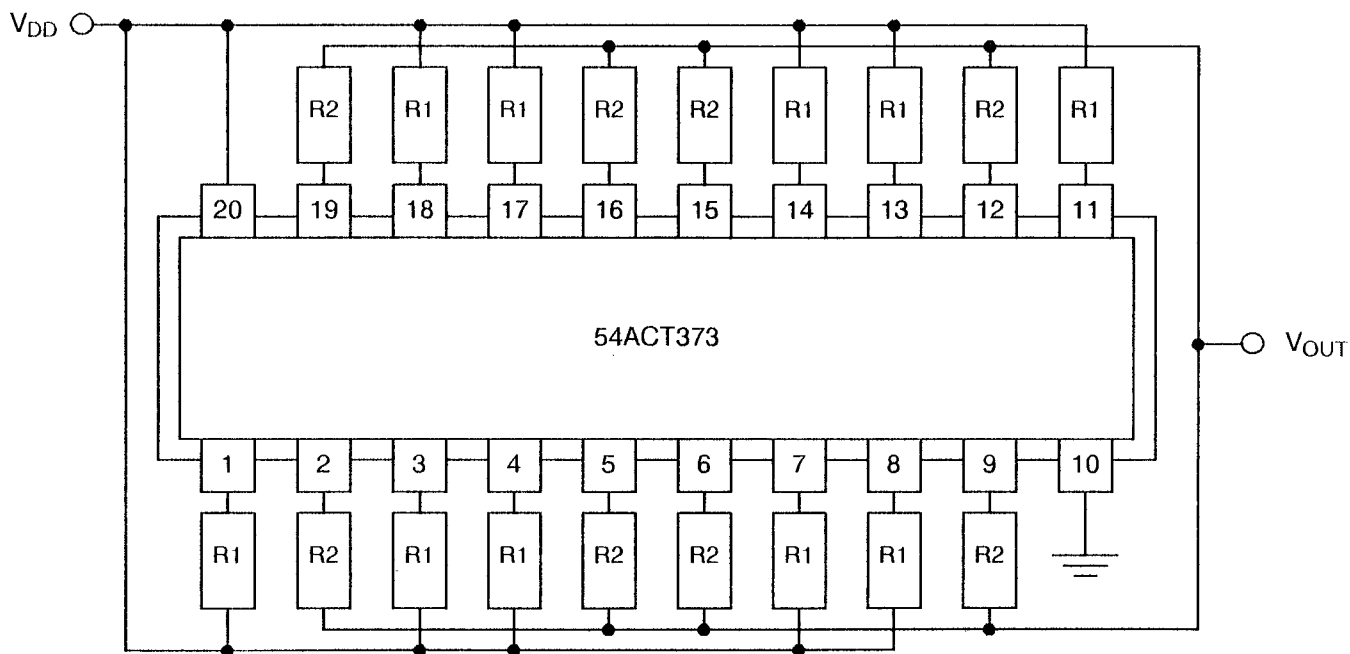 V_DD
R2 R1 R1 R2 R2 R1 R1 R2 R1
20 19 18 17 16 15 14 13 12 11
54ACT373
V_OUT
1 2 3 4 5 6 7 8 9 10
R1 R2 R1 R1 R2 R2 R1 R1 R2